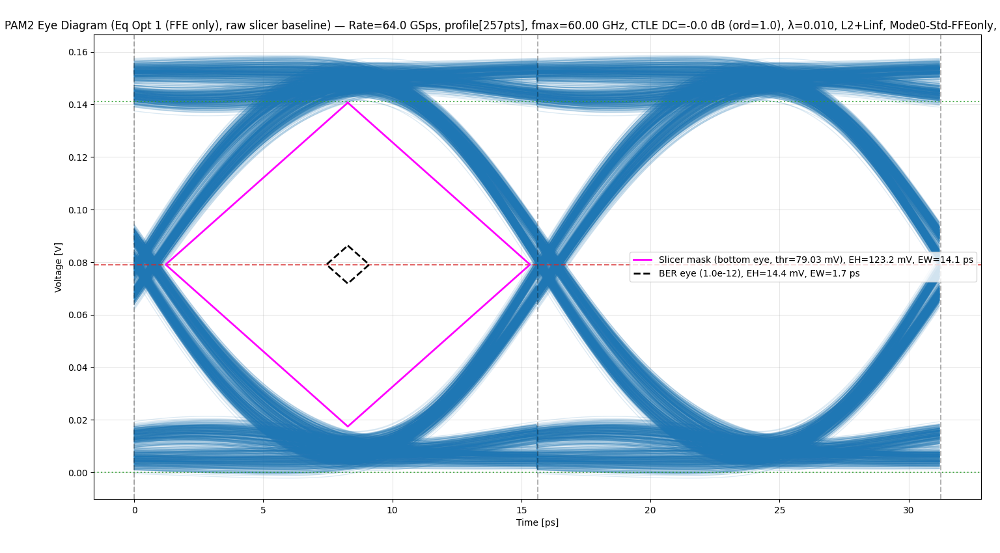 PAM2 Eye Diagram (Eq Opt 1 (FFE only), raw slicer baseline) — Rate=64.0 GSps, profile[257pts], fmax=60.00 GHz, CTLE DC=-0.0 dB (ord=1.0), λ=0.010, L2+Linf, Mode0-Std-FFEonly,
0.16
0.14
0.12
0.10
0.08
0.06
0.04
0.02
0.00
Voltage [V]
Slicer mask (bottom eye, thr=79.03 mV), EH=123.2 mV, EW=14.1 ps
BER eye (1.0e-12), EH=14.4 mV, EW=1.7 ps
0 5 10 15 20 25 30
Time [ps]